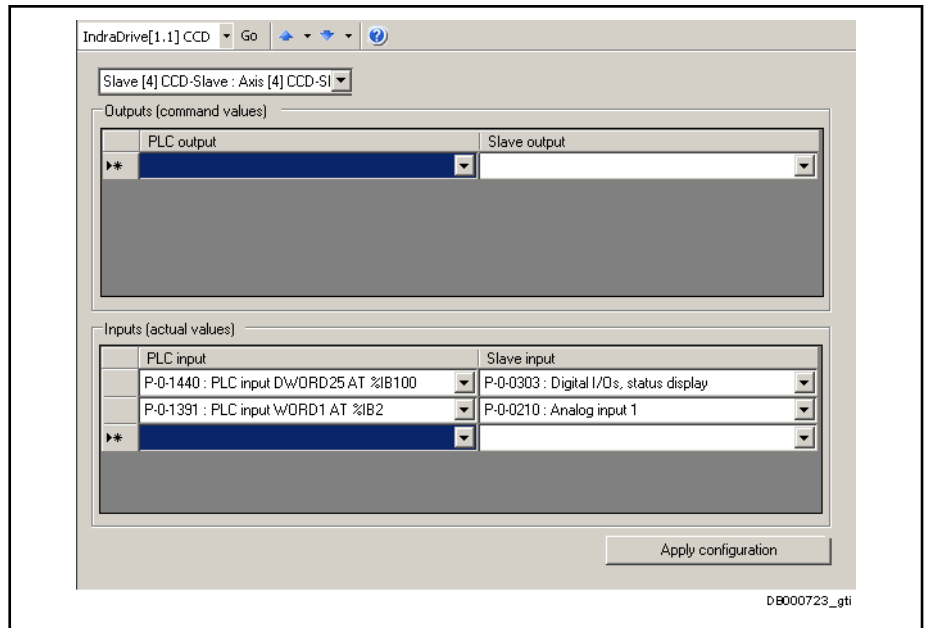 IndraDrive[1.1] CCD Go
Slave [4] CCD-Slave : Axis [4] CCD-Sl
Outputs (command values)
PLC output Slave output
Inputs (actual values)
PLC input Slave input
P-0-1440 : PLC input DWORD25 AT %IB100 P-0-0303 : Digital I/Os, status display
P-0-1391 : PLC input WORD1 AT %IB2 P-0-0210 : Analog input 1
Apply configuration
DB000723_gti